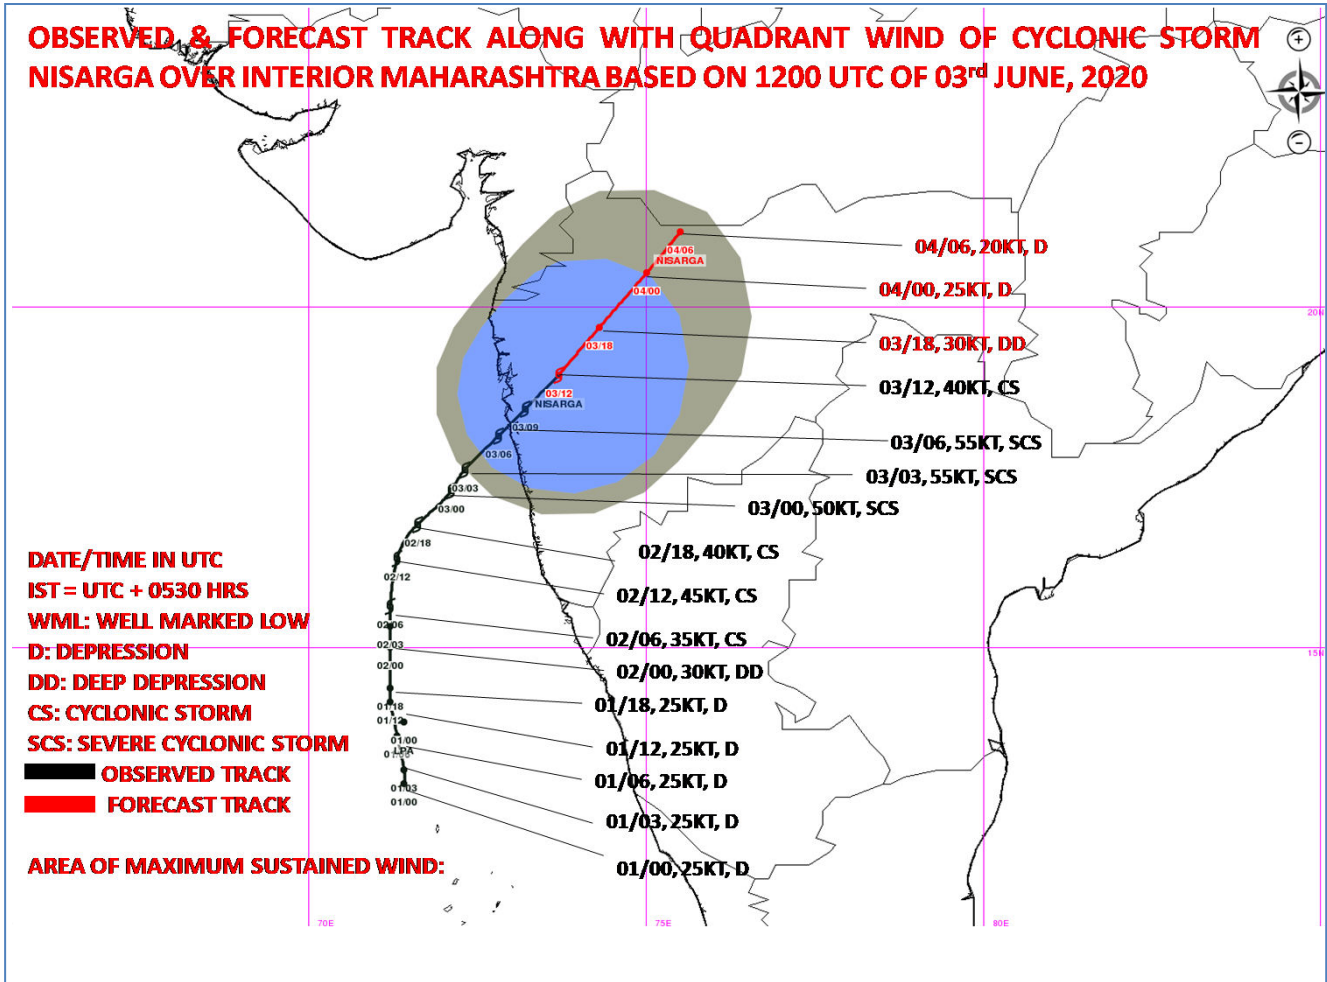 OBSERVED & FORECAST TRACK ALONG WITH QUADRANT WIND OF CYCLONIC STORM
NISARGA OVER INTERIOR MAHARASHTRA BASED ON 1200 UTC OF 03rd JUNE, 2020
+
-
04/06
NISARGA
04/06, 20KT, D
04/00
04/00, 25KT, D
20N
03/18
03/18, 30KT, DD
03/12
03/12, 40KT, CS
NISARGA
03/09
03/06
03/06, 55KT, SCS
03/03
03/03, 55KT, SCS
03/00
03/00, 50KT, SCS
02/18
02/18, 40KT, CS
02/12
02/12, 45KT, CS
02/06
02/06, 35KT, CS
02/03
15N
02/00
02/00, 30KT, DD
01/18
01/18, 25KT, D
01/12
01/12, 25KT, D
01/00
LPA
01/06, 25KT, D
01/03
01/00
01/03, 25KT, D
01/00, 25KT, D
DATE/TIME IN UTC
IST = UTC + 0530 HRS
WML: WELL MARKED LOW
D: DEPRESSION
DD: DEEP DEPRESSION
CS: CYCLONIC STORM
SCS: SEVERE CYCLONIC STORM
OBSERVED TRACK
FORECAST TRACK
AREA OF MAXIMUM SUSTAINED WIND:
70E
75E
80E